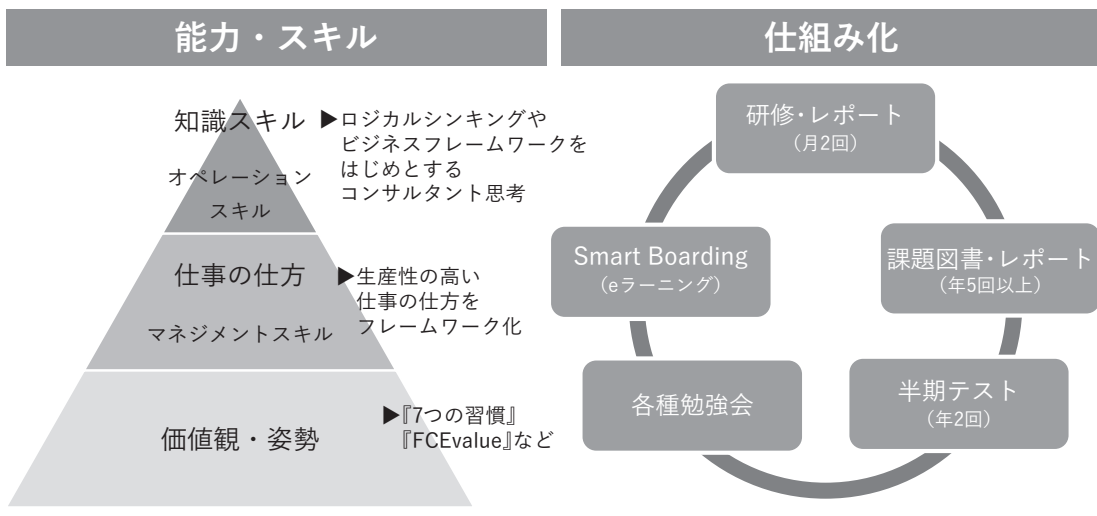 能力・スキル
知識スキル
▶ロジカルシンキングや
ビジネスフレームワークを
はじめとする
コンサルタント思考
オペレーション
スキル
仕事の仕方
▶生産性の高い
仕事の仕方を
フレームワーク化
マネジメントスキル
価値観・姿勢
▶『7つの習慣』
『FCEvalue』など
仕組み化
研修・レポート
（月2回）
Smart Boarding
（eラーニング）
課題図書・レポート
（年5回以上）
各種勉強会
半期テスト
（年2回）